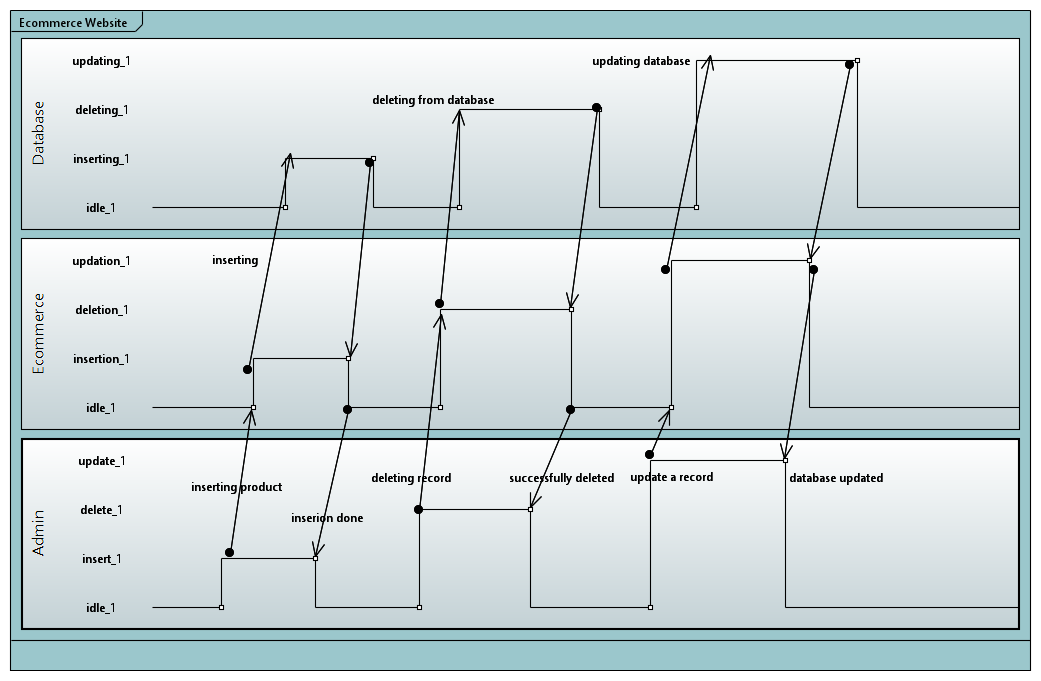 Ecommerce Website
updating_1
updating database
deleting_1
deleting from database
Database
inserting_1
idle_1
updation_1
inserting
deletion_1
Ecommerce
insertion_1
idle_1
update_1
deleting record
successfully deleted
update a record
database updated
inserting product
delete_1
inserion done
Admin
insert_1
idle_1